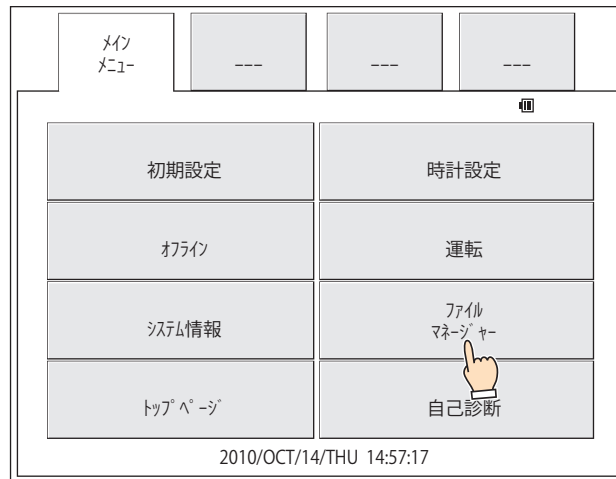 ﾒｲﾝ
ﾒﾆｭｰ
---
---
---
初期設定
時計設定
ｵﾌﾗｲﾝ
運転
ｼｽﾃﾑ情報
ﾌｧｲﾙ
ﾏﾈｰｼﾞｬｰ
ﾄｯﾌﾟﾍﾟｰｼﾞ
自己診断
2010/OCT/14/THU 14:57:17